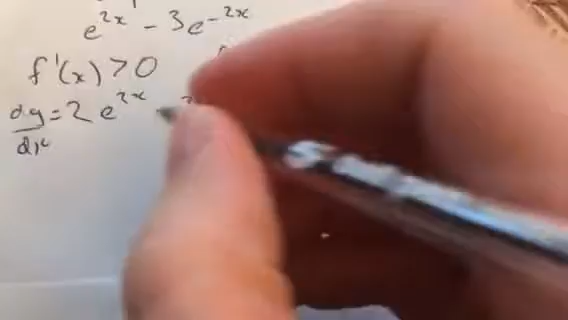 e^{2x} - 3e^{-2x}
f'(x) > 0
dy/dx = 2e^{2x}